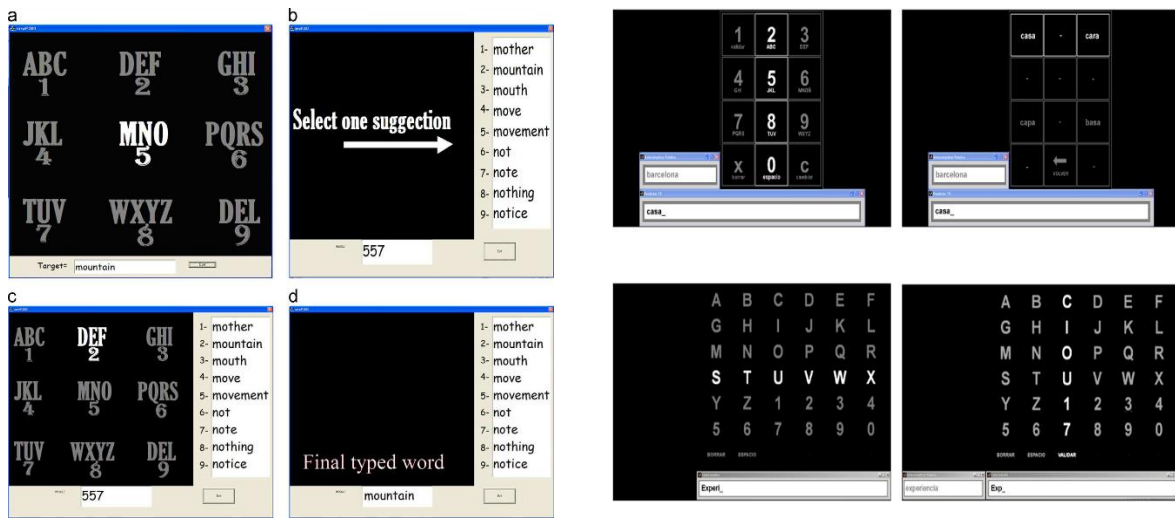 a
ABC DEF GHI
1 2 3
JKL MNO PQRS
4 5 6
TUV WXYZ DEL
7 8 9
Target= mountain
b
Select one suggection
1- mother
2- mountain
3- mouth
4- move
5- movement
6- not
7- note
8- nothing
9- notice
557
c
ABC DEF GHI
1 2 3
JKL MNO PQRS
4 5 6
TUV WXYZ DEL
7 8 9
1- mother
2- mountain
3- mouth
4- move
5- movement
6- not
7- note
8- nothing
9- notice
557
d
Final typed word
1- mother
2- mountain
3- mouth
4- move
5- movement
6- not
7- note
8- nothing
9- notice
mountain
1 2 3
validar ABC DEF
4 5 6
GHI JKL MNOÑ
7 8 9
PQRS TUV WXYZ
X 0 C
borrar espacio cambiar
barcelona
casa_
casa - cara
- - -
capa - basa
- VOLVER -
barcelona
casa_
A B C D E F
G H I J K L
M N O P Q R
S T U V W X
Y Z 1 2 3 4
5 6 7 8 9 0
BORRAR ESPACIO
Experi_
A B C D E F
G H I J K L
M N O P Q R
S T U V W X
Y Z 1 2 3 4
5 6 7 8 9 0
BORRAR ESPACIO VALIDAR
experiencia
Exp_